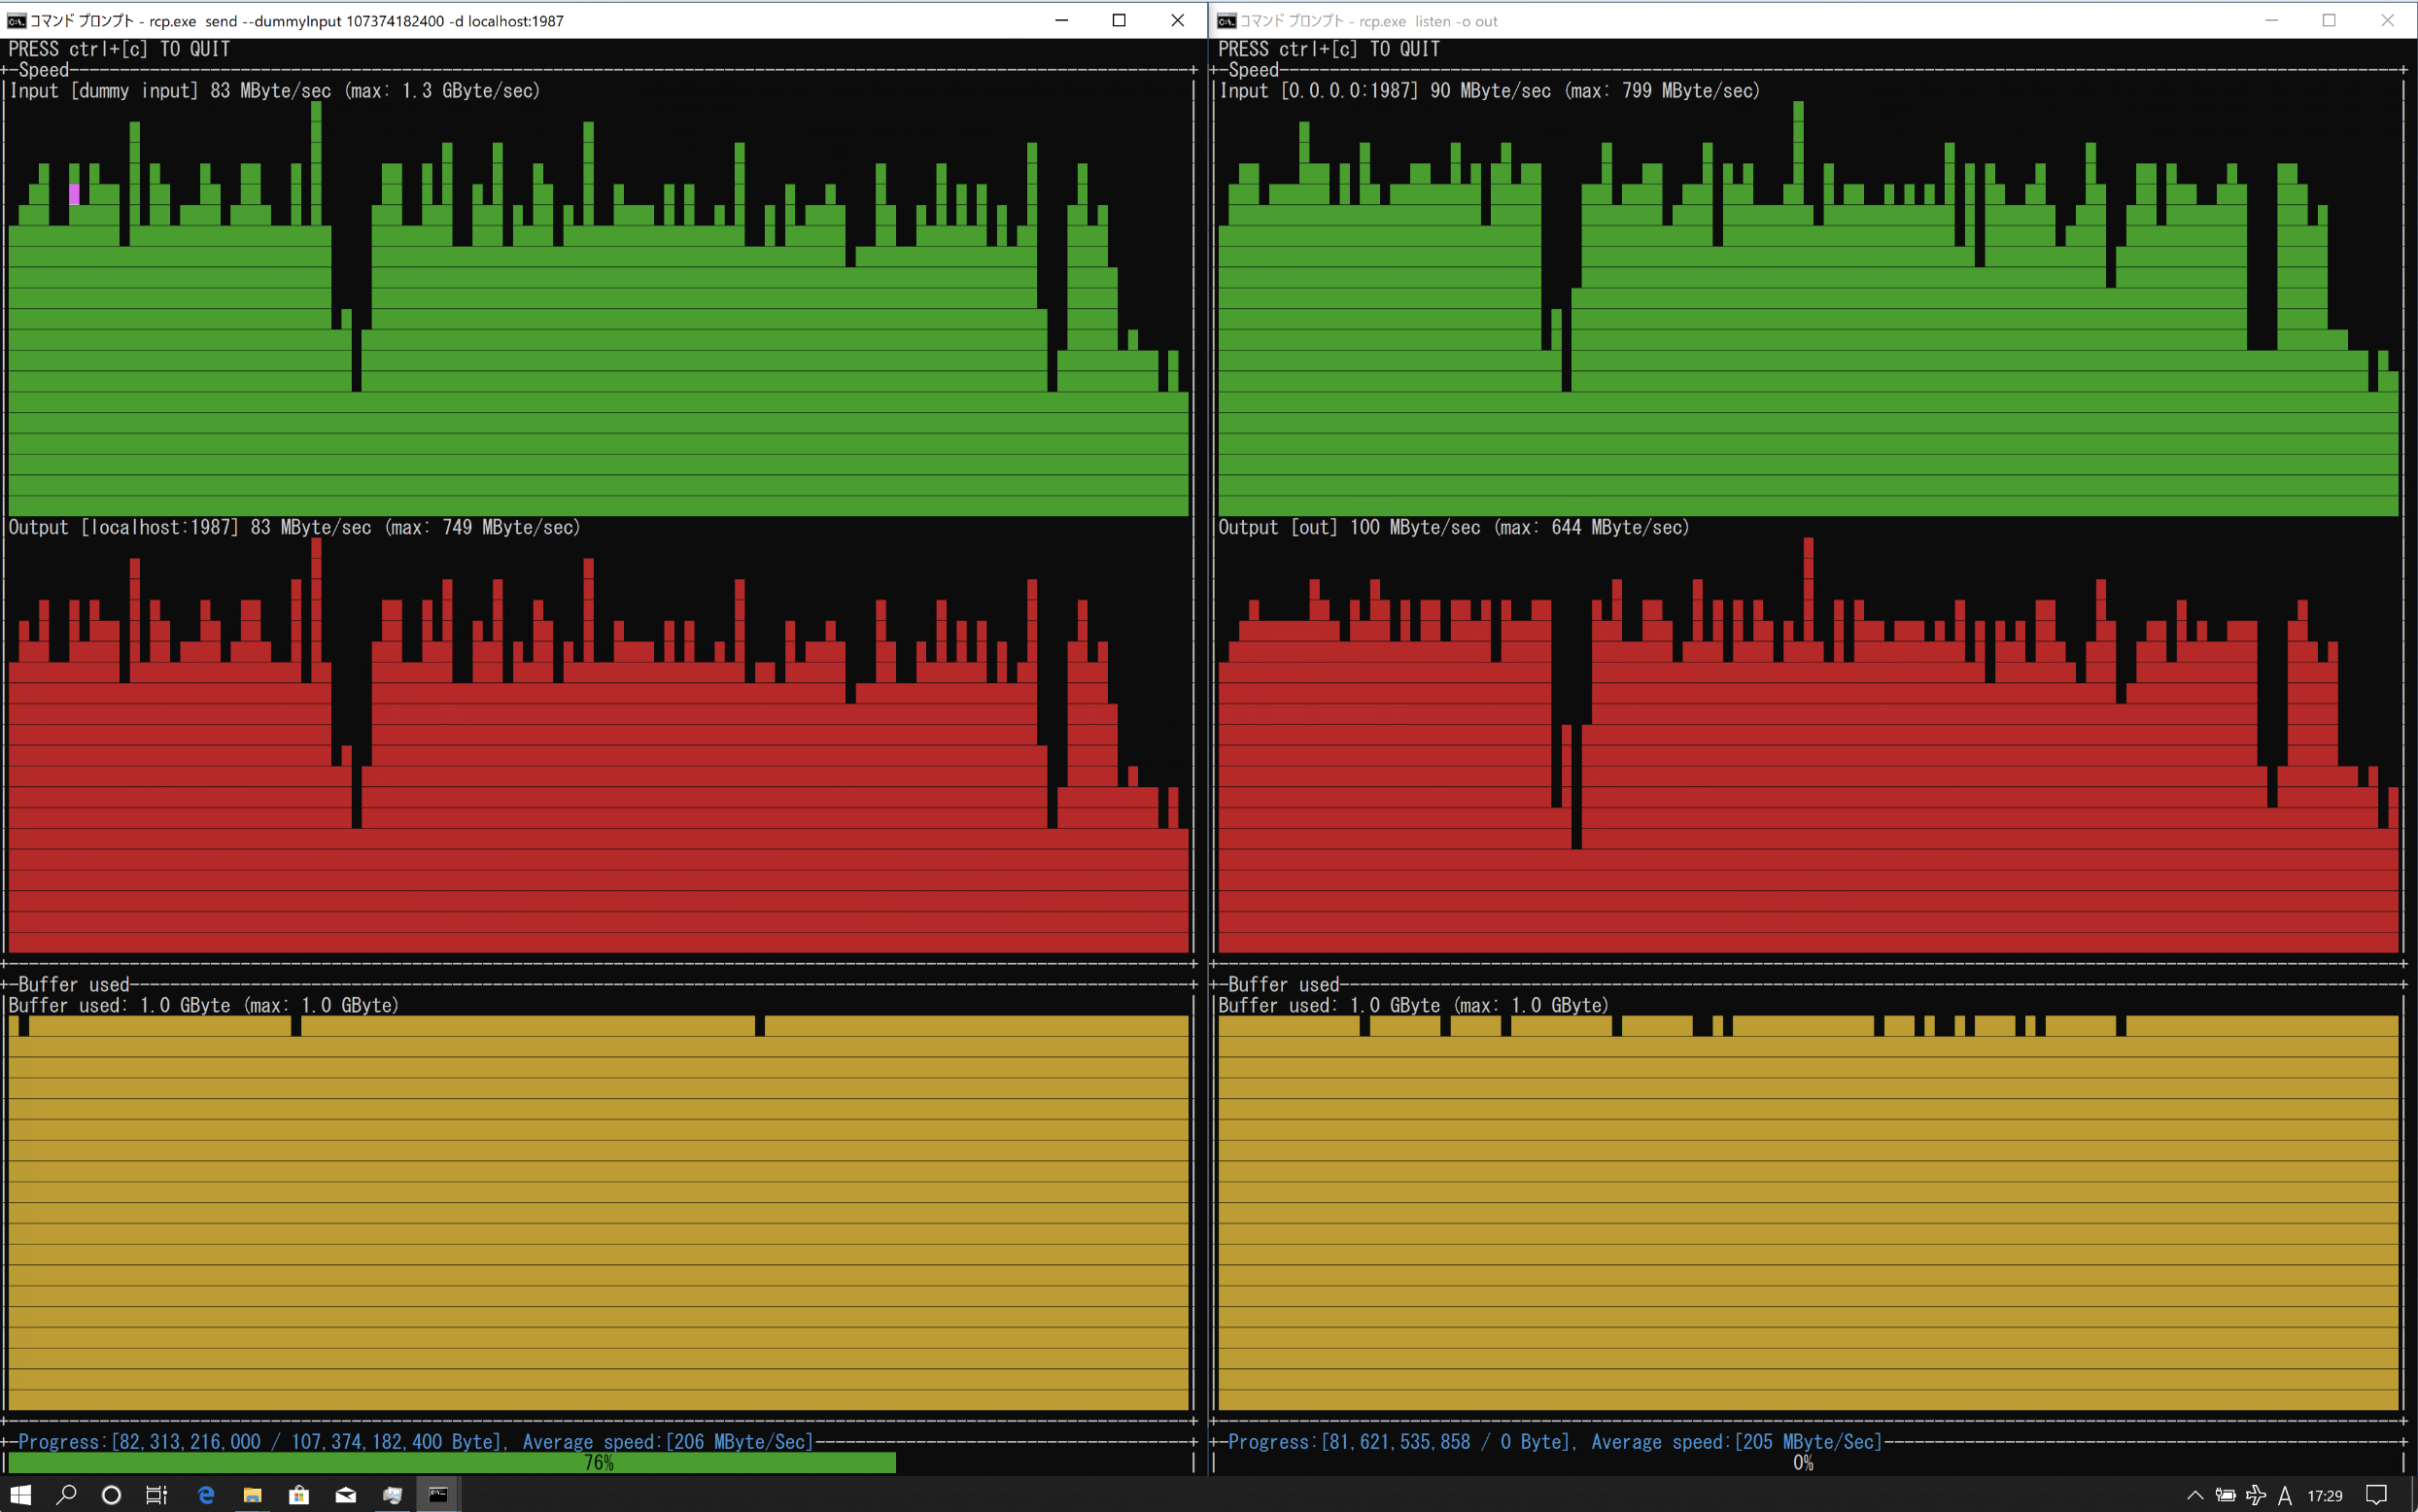 コマンド プロンプト - rcp.exe  send --dummyInput 107374182400 -d localhost:1987
PRESS ctrl+[c] TO QUIT
Speed
Input [dummy input] 83 MByte/sec (max: 1.3 GByte/sec)
Output [localhost:1987] 83 MByte/sec (max: 749 MByte/sec)
Buffer used
Buffer used: 1.0 GByte (max: 1.0 GByte)
Progress:[82,313,216,000 / 107,374,182,400 Byte], Average speed:[206 MByte/Sec]
76%
コマンド プロンプト - rcp.exe  listen -o out
PRESS ctrl+[c] TO QUIT
Speed
Input [0.0.0.0:1987] 90 MByte/sec (max: 799 MByte/sec)
Output [out] 100 MByte/sec (max: 644 MByte/sec)
Buffer used
Buffer used: 1.0 GByte (max: 1.0 GByte)
Progress:[81,621,535,858 / 0 Byte], Average speed:[205 MByte/Sec]
0%
A 17:29